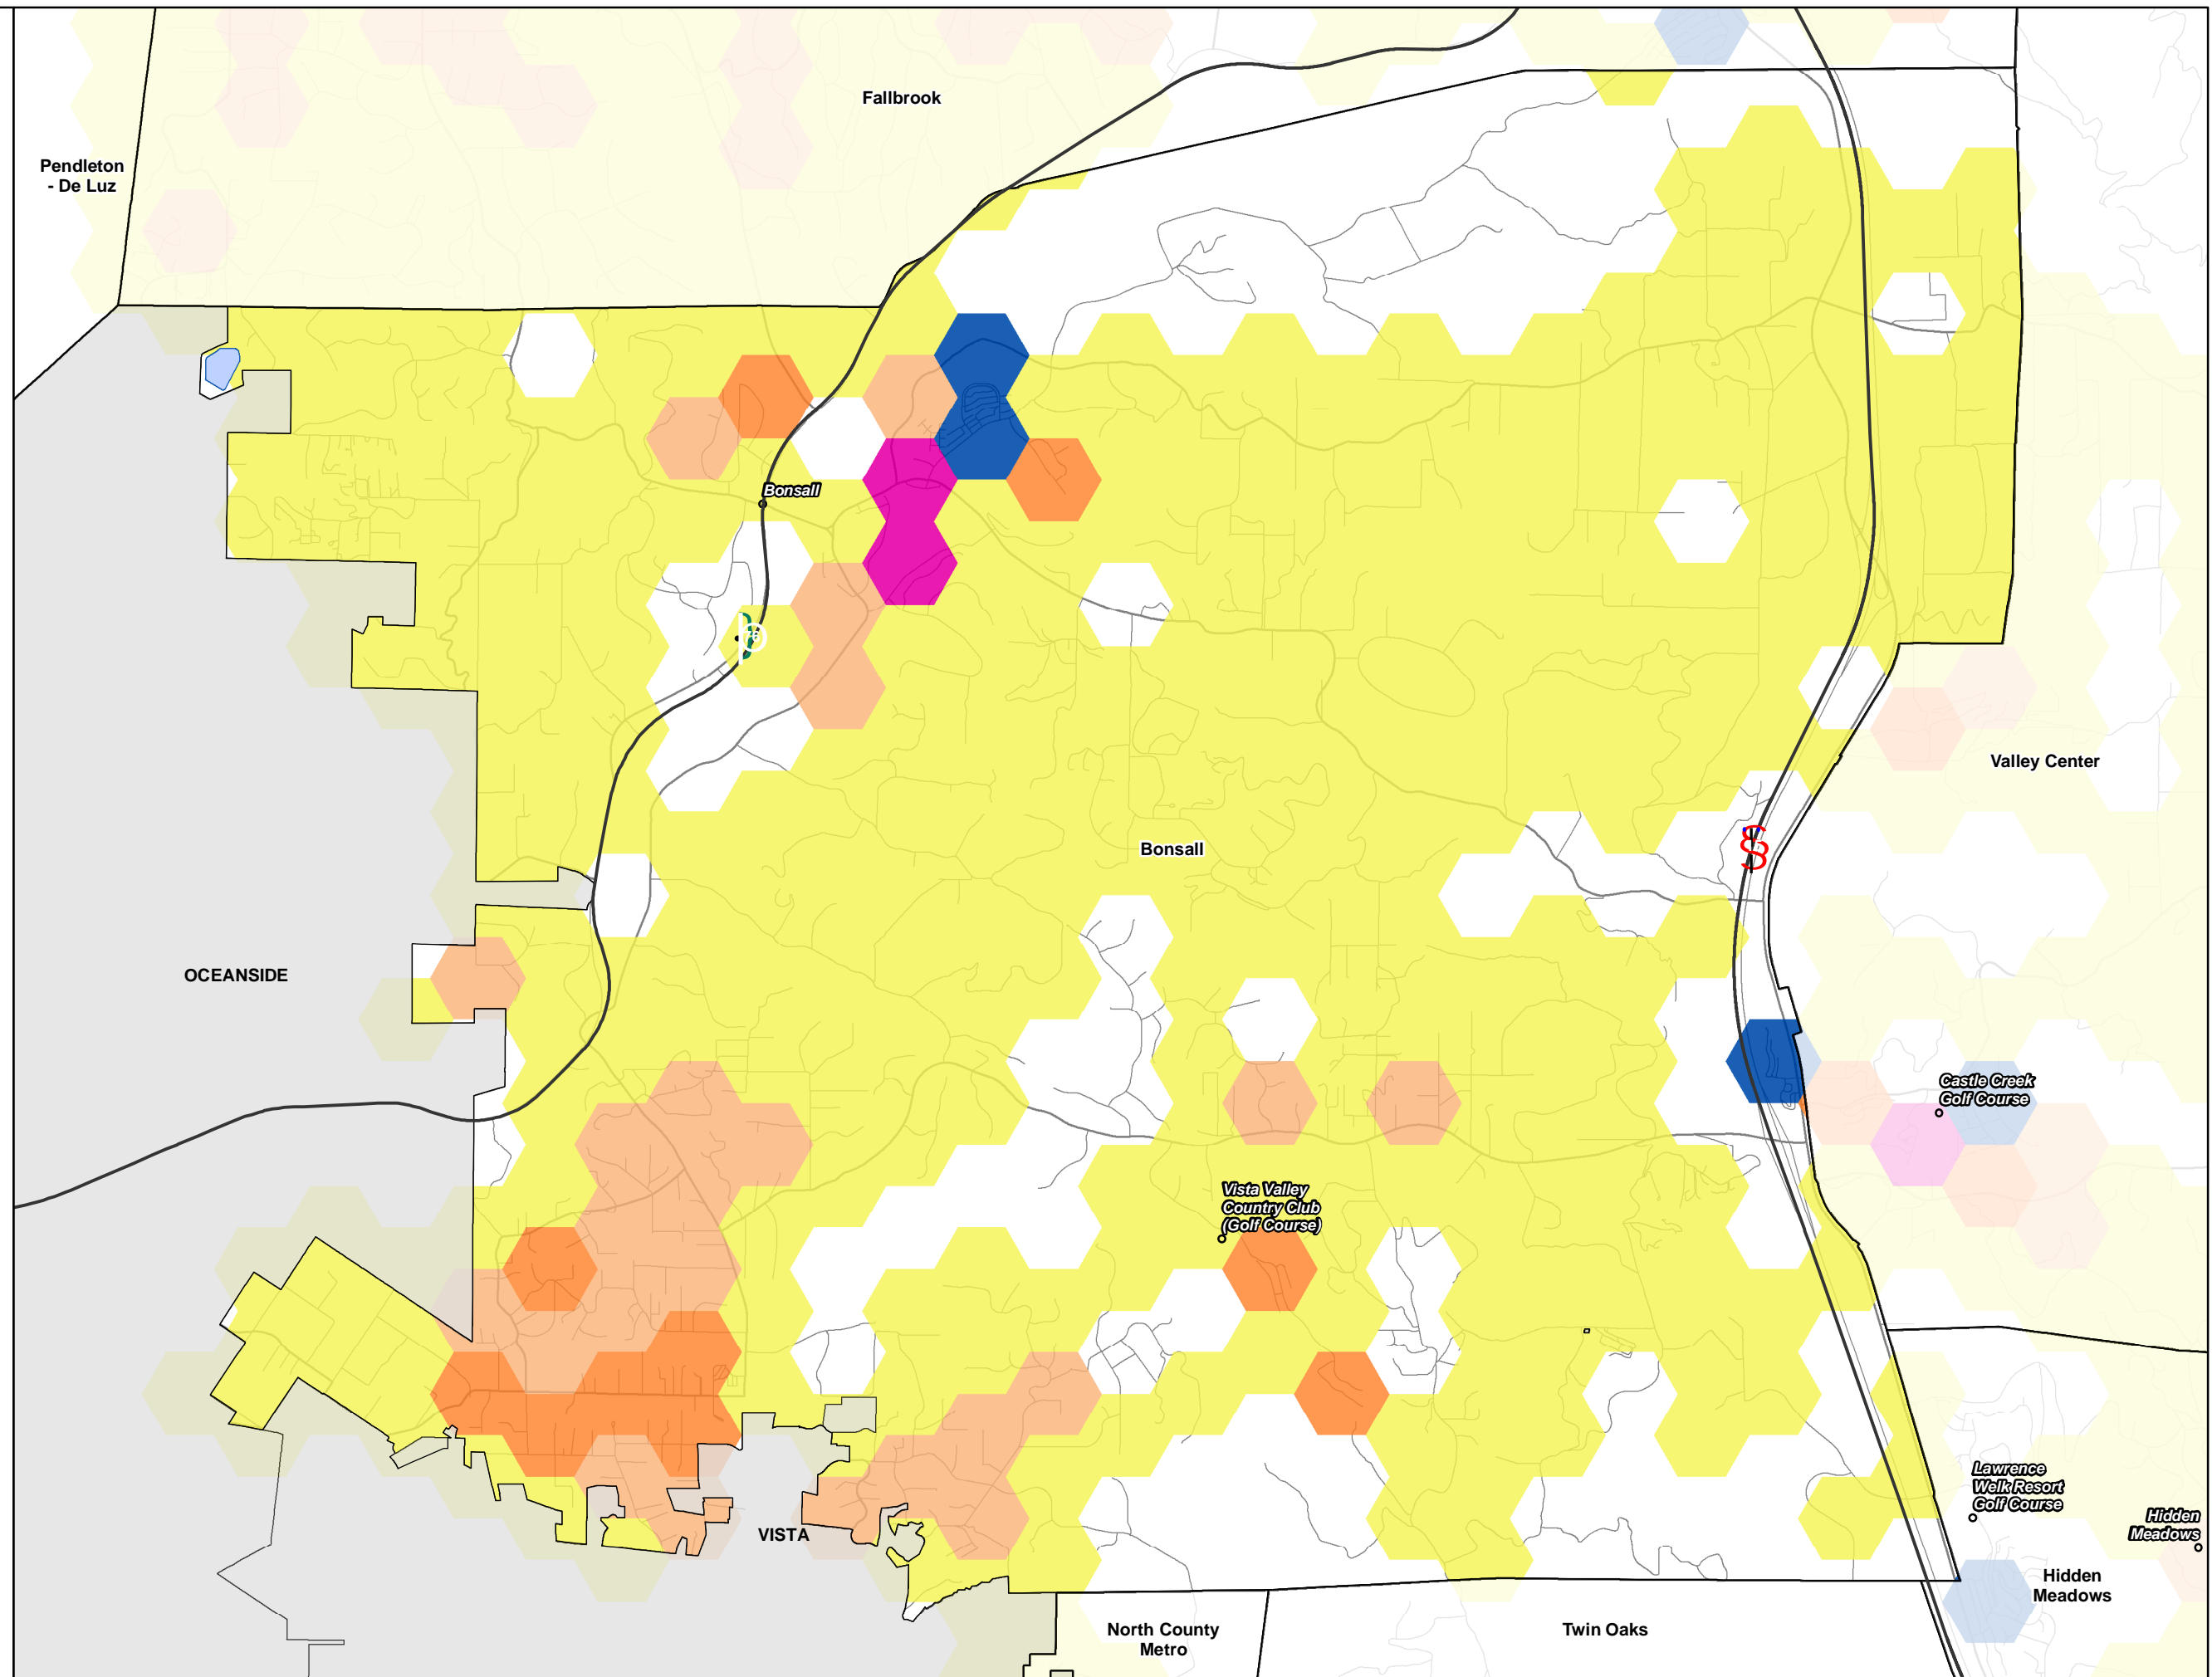 Fallbrook
Pendleton
- De Luz
Bonsall
76
Valley Center
Bonsall
OCEANSIDE
Castle Creek
Golf Course
Vista Valley
Country Club
(Golf Course)
Lawrence
Welk Resort
Golf Course
Hidden
Meadows
VISTA
Hidden
Meadows
North County
Metro
Twin Oaks